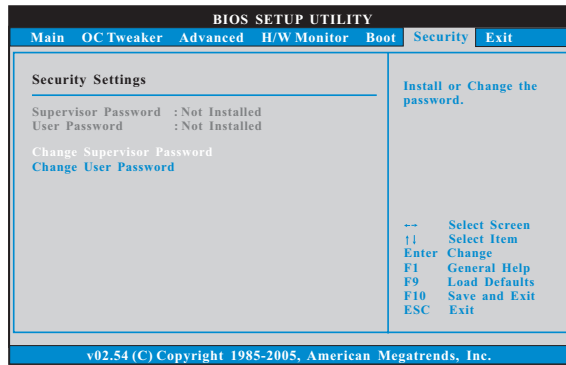 BIOS SETUP UTILITY
Main OC Tweaker Advanced H/W Monitor Boot Security Exit
Security Settings
Supervisor Password : Not Installed
User Password : Not Installed
Change Supervisor Password
Change User Password
Install or Change the
password.
←→ Select Screen
↑↓ Select Item
Enter Change
F1 General Help
F9 Load Defaults
F10 Save and Exit
ESC Exit
v02.54 (C) Copyright 1985-2005, American Megatrends, Inc.